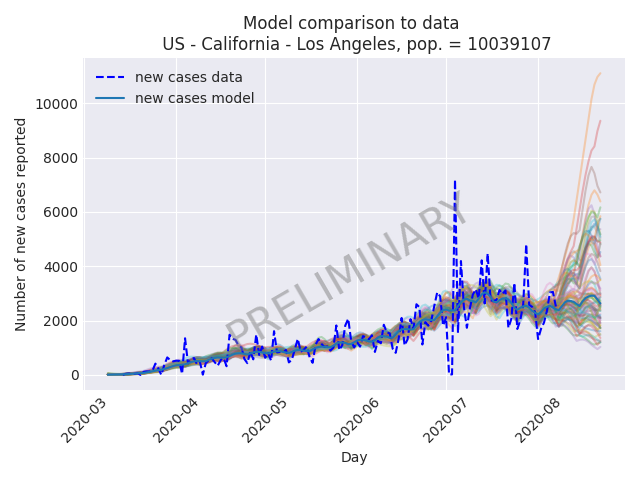 Model comparison to data
US - California - Los Angeles, pop. = 10039107
new cases data
new cases model
Number of new cases reported
10000
8000
6000
4000
2000
0
PRELIMINARY
2020-03
2020-04
2020-05
2020-06
2020-07
2020-08
Day